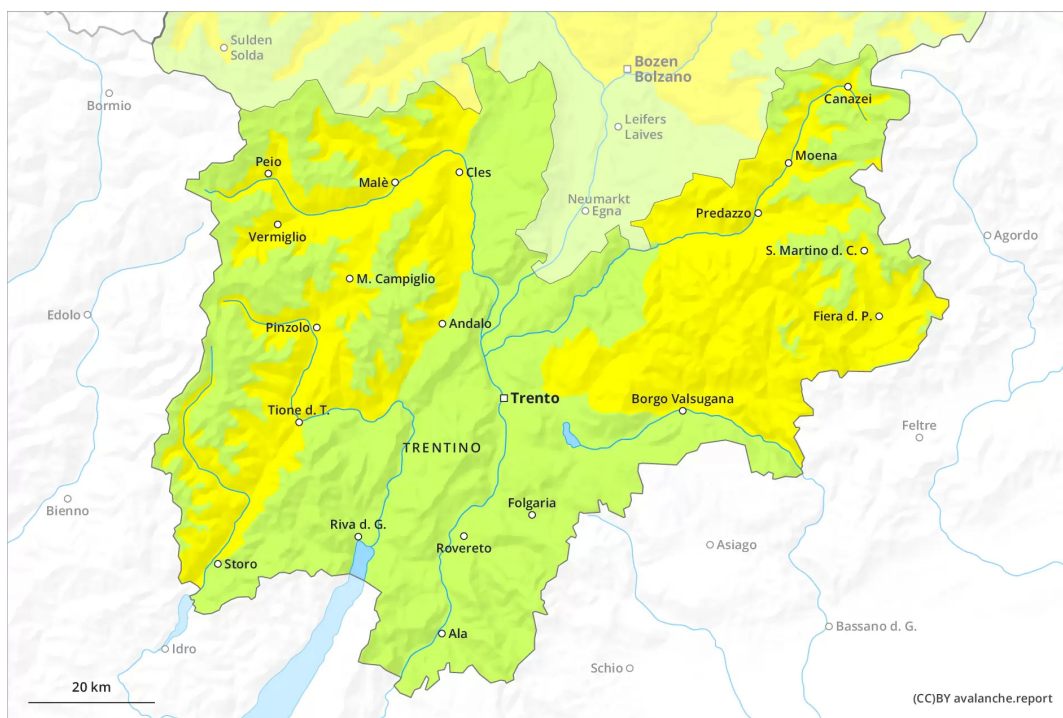 Sulden
Solda
Bozen
Bolzano
Bormio
Canazei
Leifers
Laives
Moena
Peio
Malè
Cles
Neumarkt
Egna
Predazzo
Vermiglio
Agordo
S. Martino d. C.
M. Campiglio
Edolo
Pinzolo
Andalo
Fiera d. P.
Trento
Borgo Valsugana
Tione d. T.
Feltre
TRENTINO
Bienno
Folgaria
Riva d. G.
Rovereto
Asiago
Storo
Bassano d. G.
Ala
Idro
Schio
20 km
(CC)BY avalanche.report